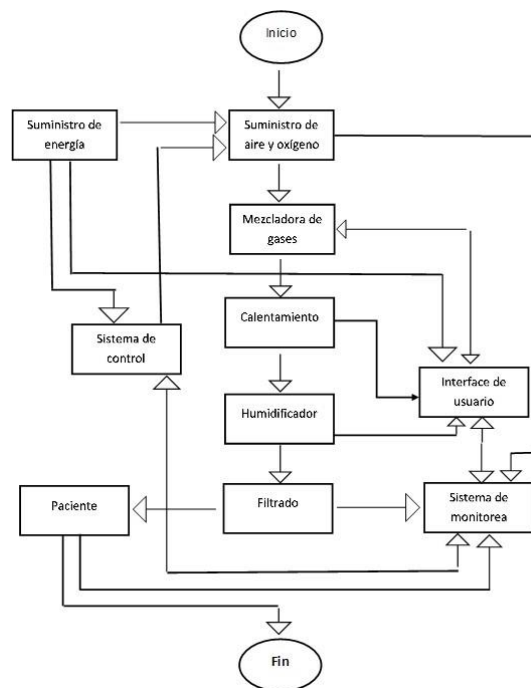 Inicio
Suministro de
energía
Suministro de
aire y oxígeno
Mezcladora de
gases
Calentamiento
Sistema de
control
Interface de
usuario
Humidificador
Paciente
Filtrado
Sistema de
monitorea
Fin